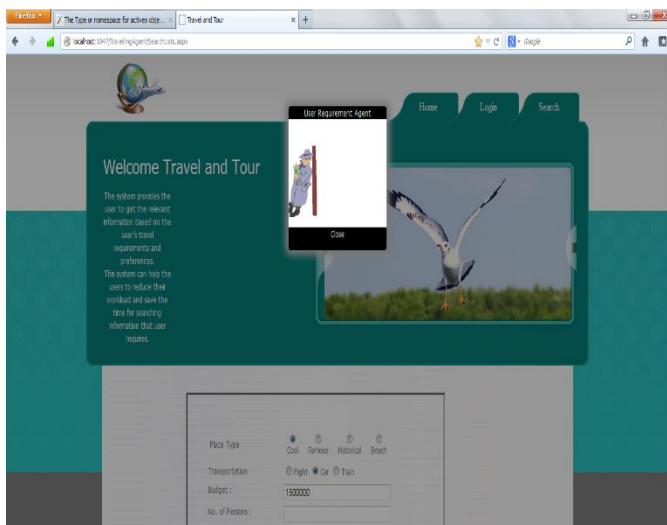 Firefox
The Type or namespace for activex obje...
Travel and Tour
localhost:1047/TravelingAgent/SearchLists.aspx
Google
User Requirement Agent
Close
Home
Login
Search
Welcome Travel and Tour
The system provides the
user to get the relevant
information based on the
user's travel
requirements and
preferences.
This system can help the
users to reduce their
workload and save the
time for searching
information that user
requires.
Place Type
Cool Famous Historical Beach
Transportation
Flight Car Train
Budget :
1500000
No. of Persons :